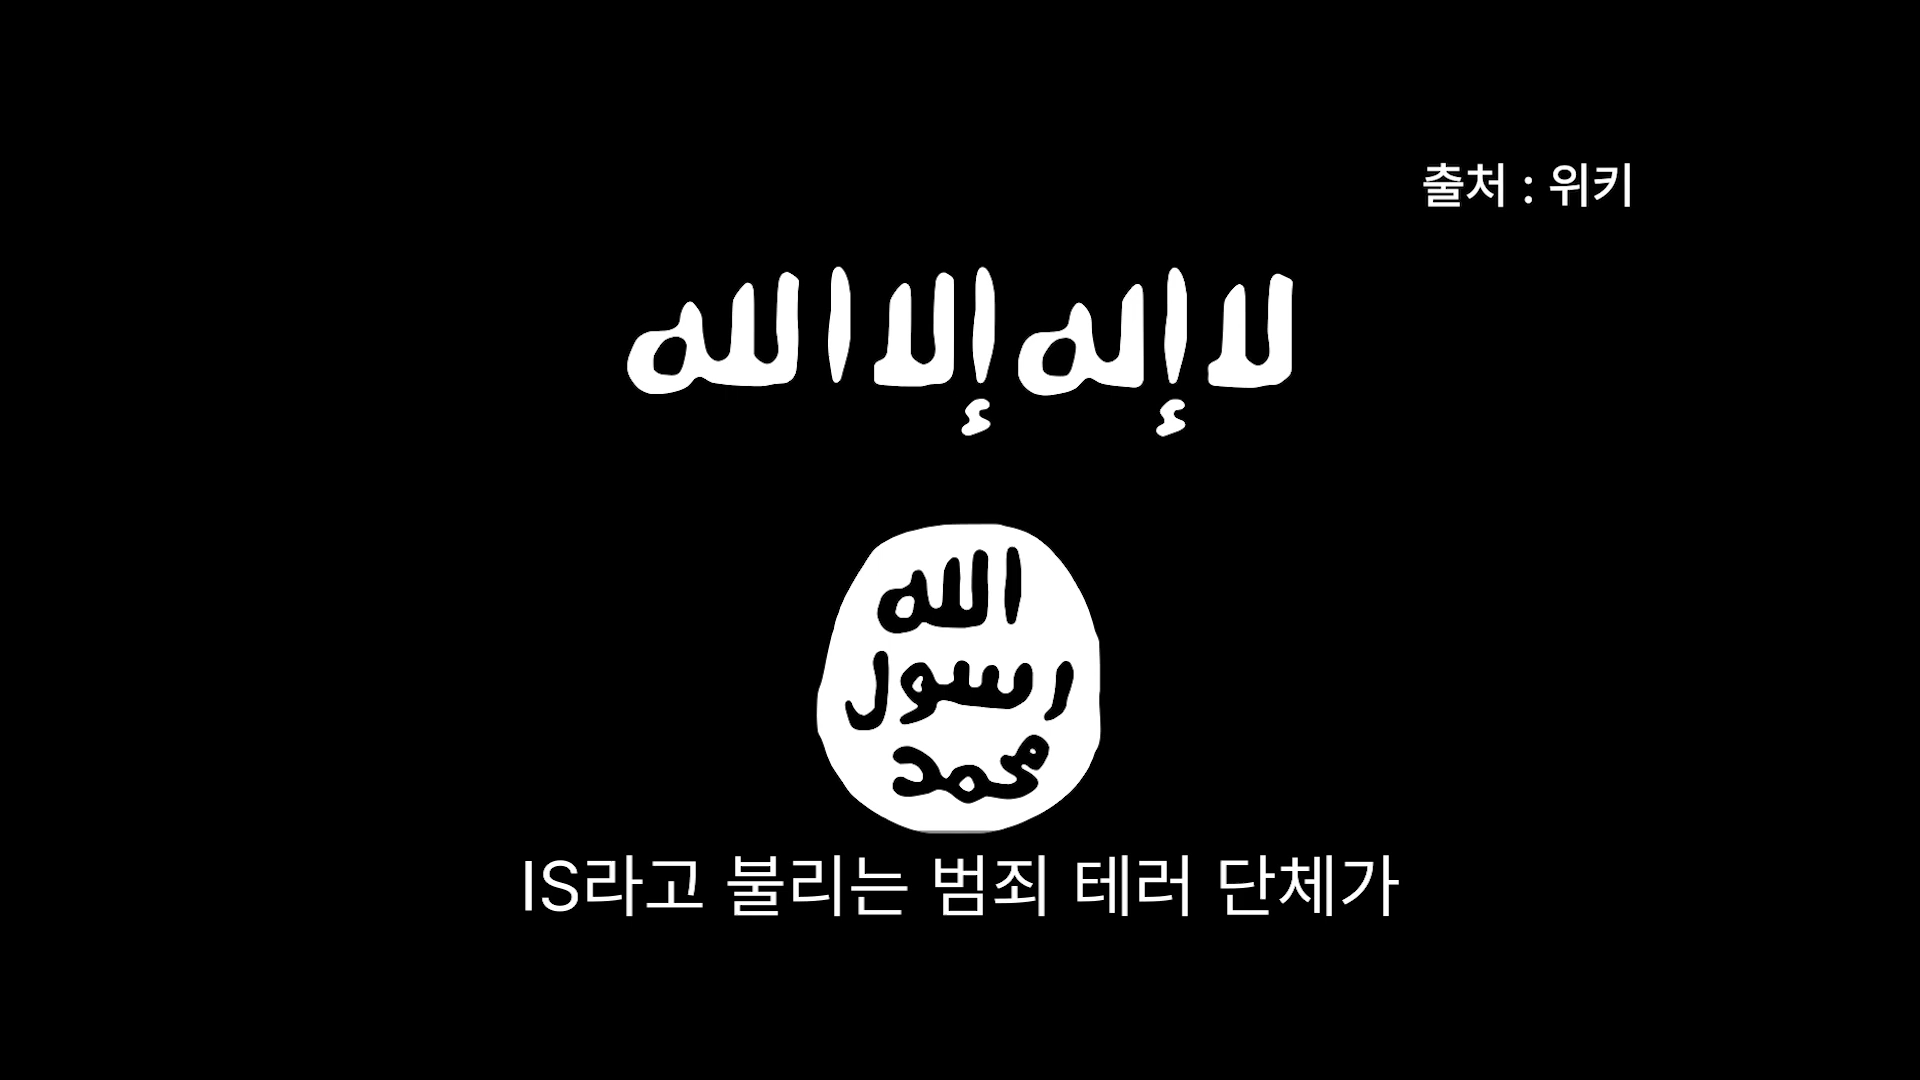 출처 : 위키
لا إله إلا الله
الله
رسول
محمد
IS라고 불리는 범죄 테러 단체가